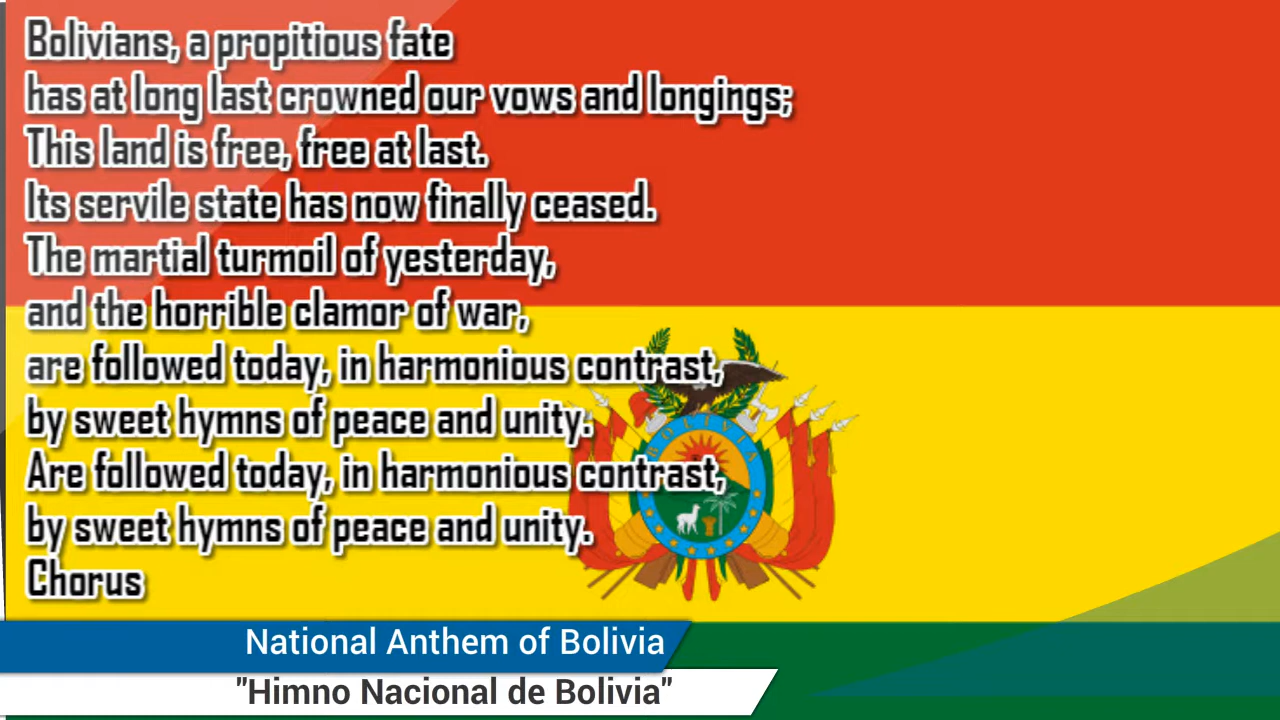 Bolivians, a propitious fate
has at long last crowned our vows and longings;
This land is free, free at last.
Its servile state has now finally ceased.
The martial turmoil of yesterday,
and the horrible clamor of war,
are followed today, in harmonious contrast,
by sweet hymns of peace and unity.
Are followed today, in harmonious contrast,
by sweet hymns of peace and unity.
Chorus
BOLIVIA
National Anthem of Bolivia
"Himno Nacional de Bolivia"